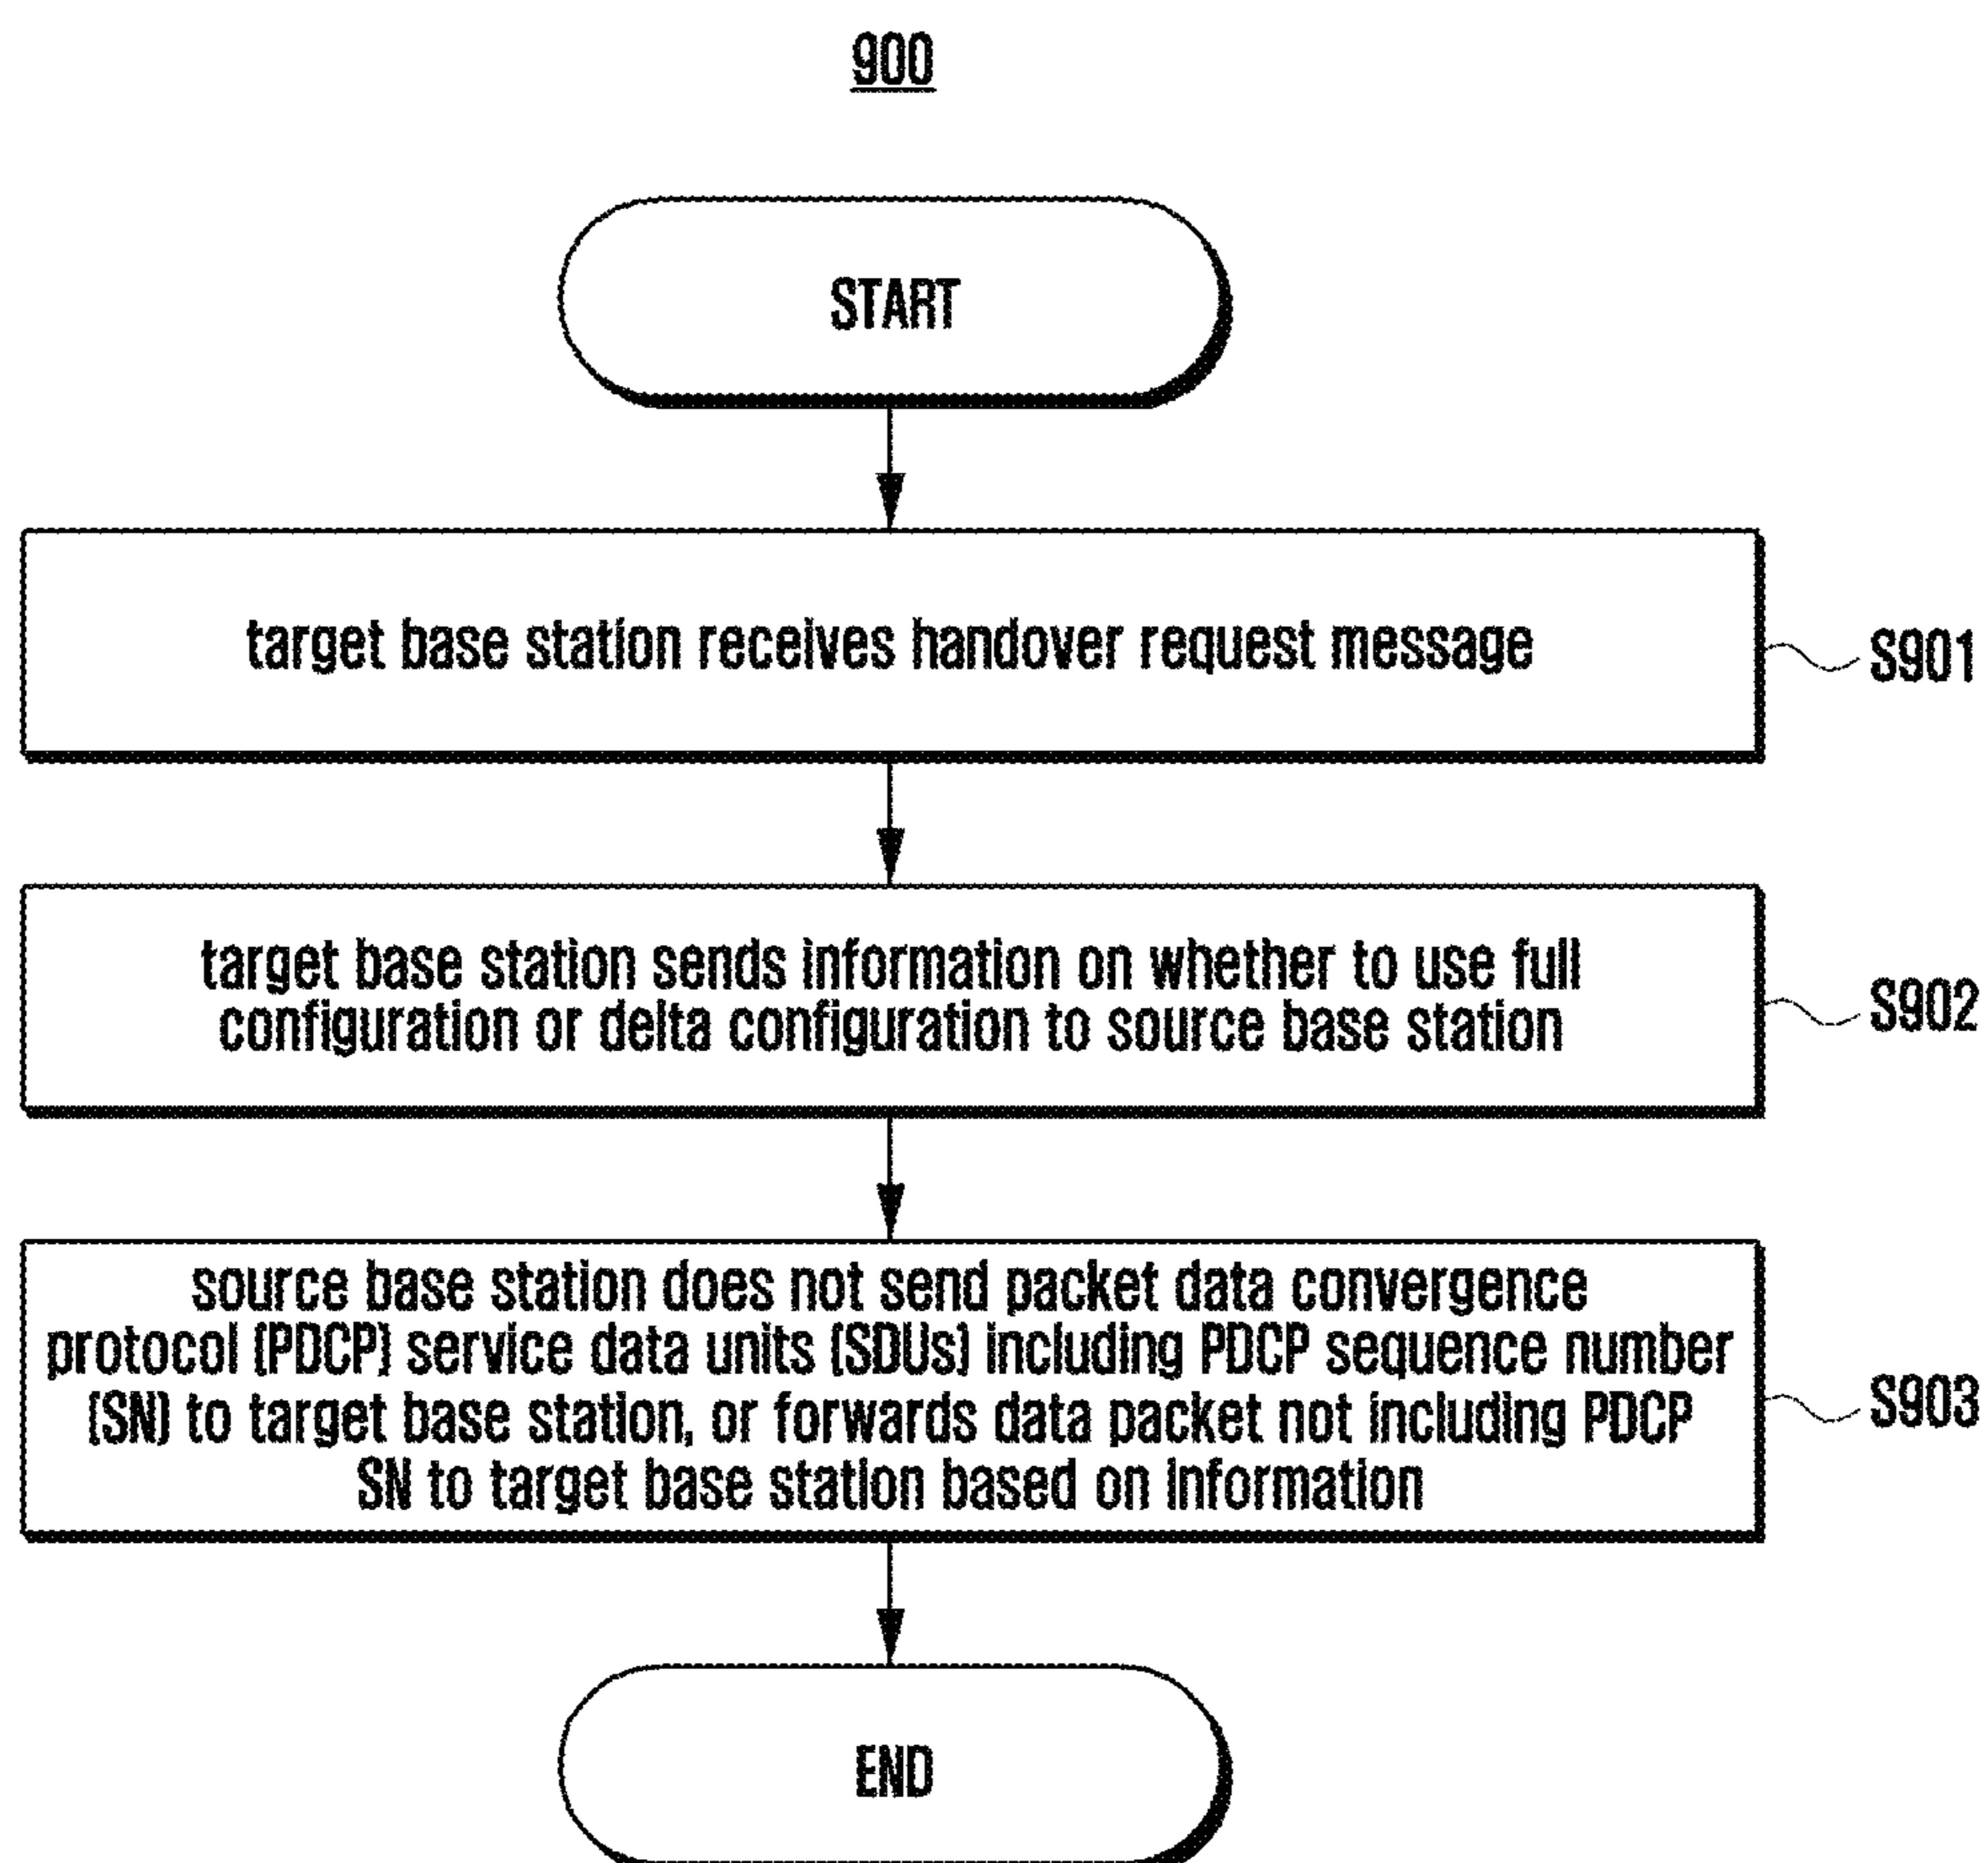 900
START
target base station receives handover request message
S901
target base station sends information on whether to use full
configuration or delta configuration to source base station
S902
source base station does not send packet data convergence
protocol (PDCP) service data units (SDUs) including PDCP sequence number
(SN) to target base station, or forwards data packet not including PDCP
SN to target base station based on information
S903
END